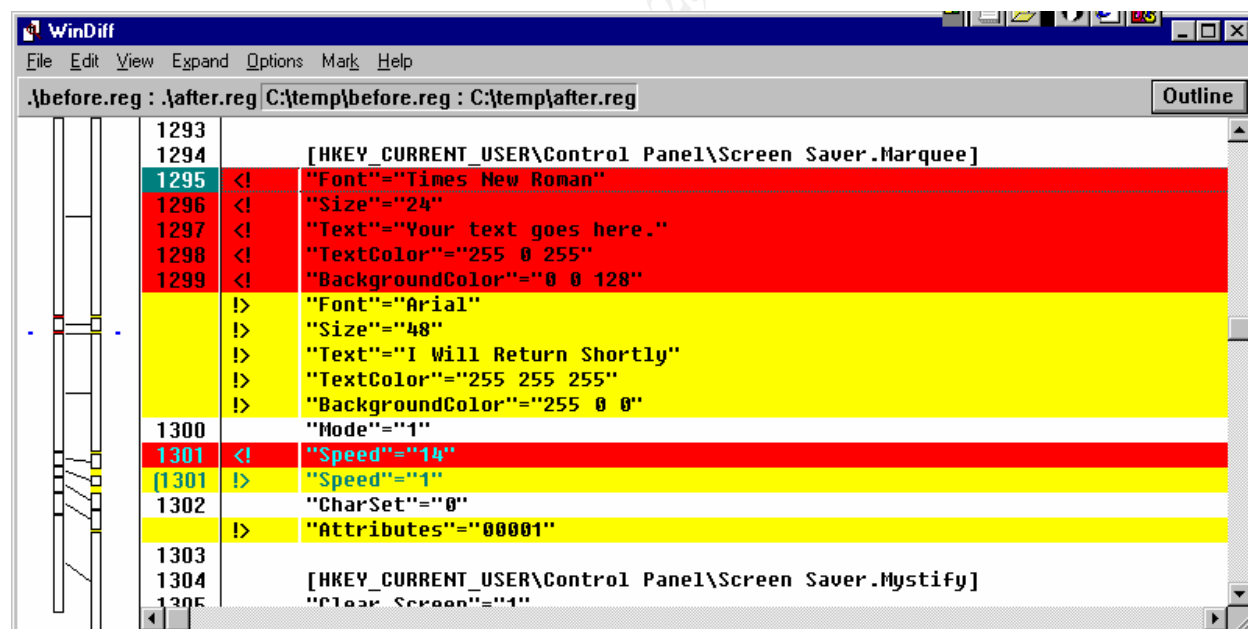 WinDiff
File Edit View Expand Options Mark Help
.\before.reg : .\after.reg C:\temp\before.reg : C:\temp\after.reg Outline
1293
1294 [HKEY_CURRENT_USER\Control Panel\Screen Saver.Marquee]
1295 <! "Font"="Times New Roman"
1296 <! "Size"="24"
1297 <! "Text"="Your text goes here."
1298 <! "TextColor"="255 0 255"
1299 <! "BackgroundColor"="0 0 128"
!> "Font"="Arial"
!> "Size"="48"
!> "Text"="I Will Return Shortly"
!> "TextColor"="255 255 255"
!> "BackgroundColor"="255 0 0"
1300 "Mode"="1"
1301 <! "Speed"="14"
(1301 !> "Speed"="1"
1302 "CharSet"="0"
!> "Attributes"="00001"
1303
1304 [HKEY_CURRENT_USER\Control Panel\Screen Saver.Mystify]
1305 "Clear Screen"="1"